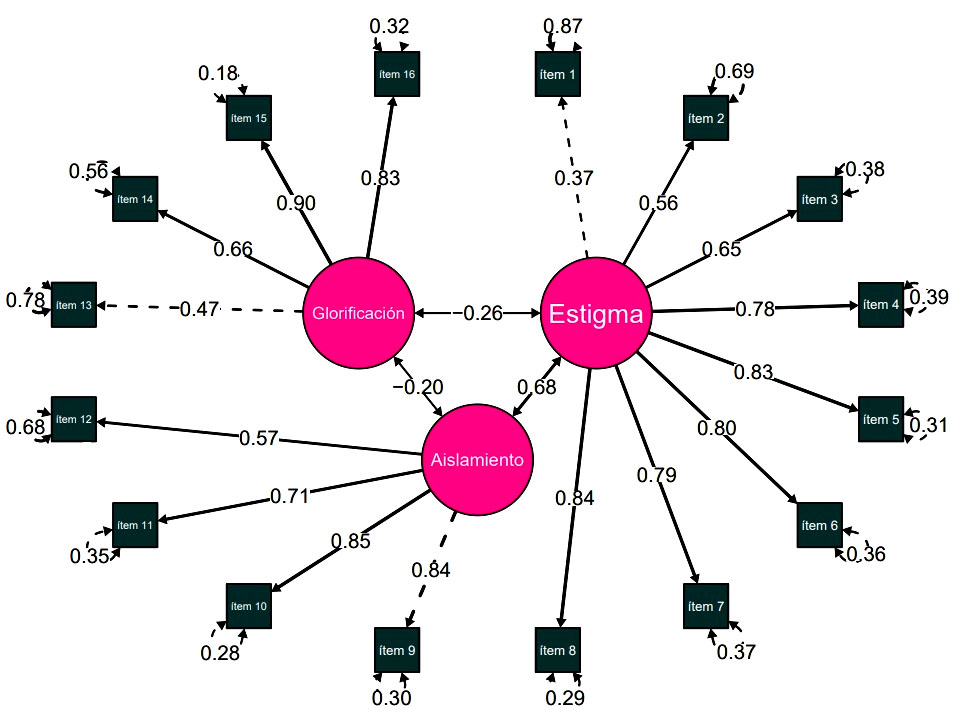 0.32
0.87
ítem 16
ítem 1
0.18
0.69
ítem 15
ítem 2
0.56
0.38
ítem 14
ítem 3
0.83
0.37
0.90
0.56
0.66
0.65
0.78
ítem 13
−0.47
Glorificación
−0.26
Estigma
0.78
ítem 4
0.39
0.83
−0.20
0.68
0.68
ítem 12
0.57
ítem 5
0.31
0.80
Aislamiento
0.71
0.79
0.84
ítem 11
0.35
0.85
0.84
ítem 6
0.36
ítem 10
0.28
ítem 7
0.37
ítem 9
0.30
ítem 8
0.29